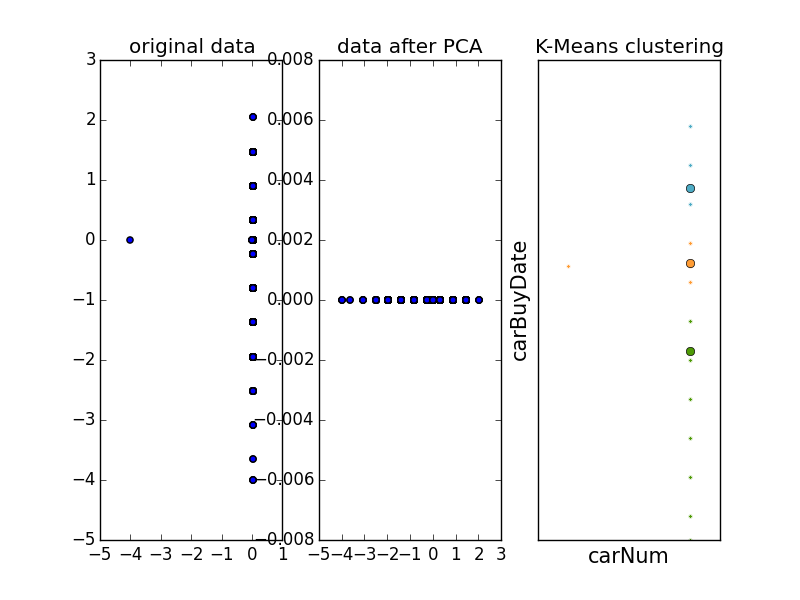 original data
data after PCA
K-Means clustering
3
2
1
0
−1
−2
−3
−4
−5
−5 −4 −3 −2 −1 0 1
0.008
0.006
0.004
0.002
0.000
−0.002
−0.004
−0.006
−0.008
−5 −4 −3 −2 −1 0 1 2 3
carBuyDate
carNum